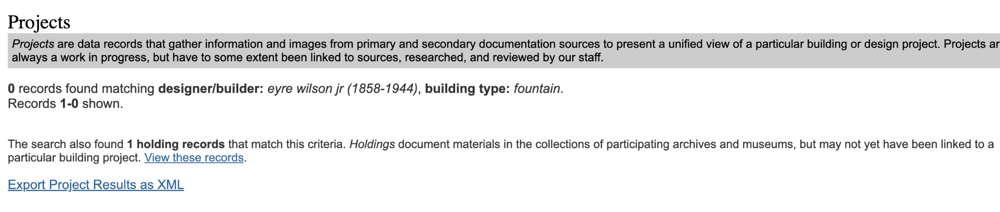 Projects
Projects are data records that gather information and images from primary and secondary documentation sources to present a unified view of a particular building or design project. Projects ar
always a work in progress, but have to some extent been linked to sources, researched, and reviewed by our staff.
0 records found matching designer/builder: eyre wilson jr (1858-1944), building type: fountain.
Records 1-0 shown.
The search also found 1 holding records that match this criteria. Holdings document materials in the collections of participating archives and museums, but may not yet have been linked to a
particular building project. View these records.
Export Project Results as XML